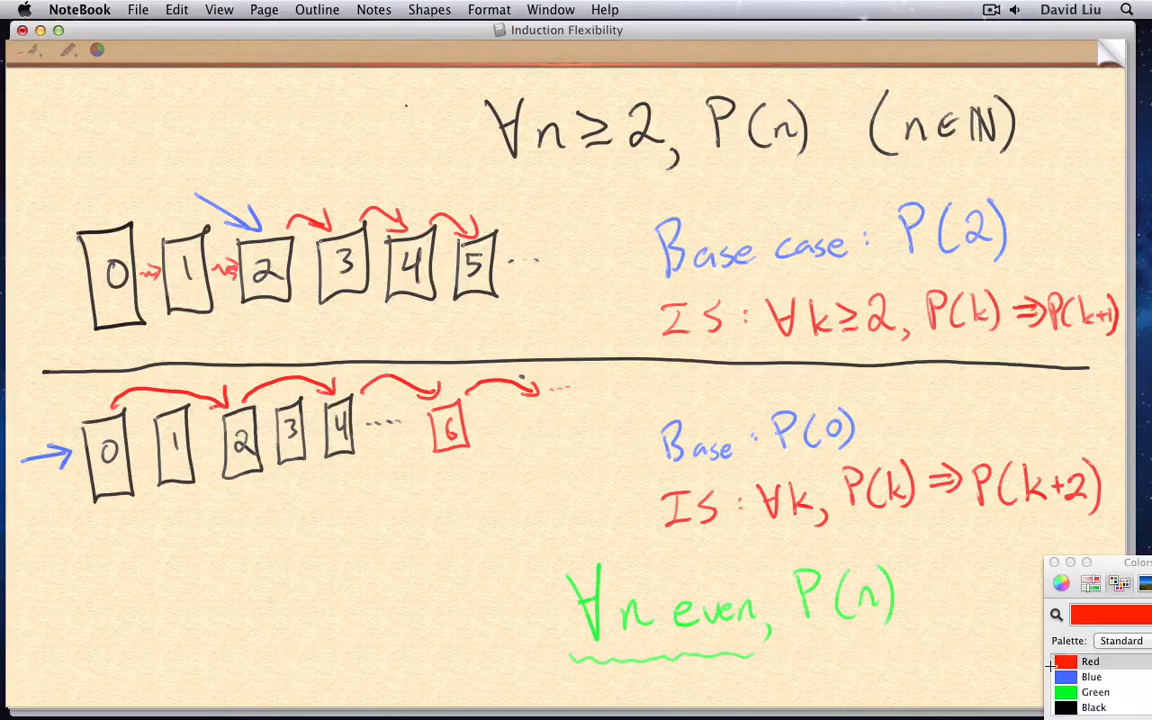 NoteBook File Edit View Page Outline Notes Shapes Format Window Help David Liu
Induction Flexibility
∀n≥2, P(n) (n∈ℕ)
0 1 2 3 4 5 ...
Base case: P(2)
IS: ∀k≥2, P(k) ⇒ P(k+1)
0 1 2 3 4 .... 6 ....
Base: P(0)
IS: ∀k, P(k) ⇒ P(k+2)
∀n even, P(n)
Colors
Palette: Standard
Red
Blue
Green
Black